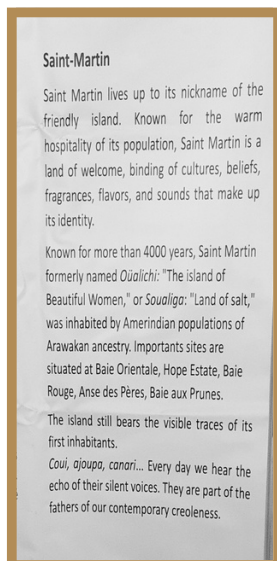 Saint-Martin
Saint Martin lives up to its nickname of the
friendly island. Known for the warm
hospitality of its population, Saint Martin is a
land of welcome, binding of cultures, beliefs,
fragrances, flavors, and sounds that make up
its identity.
Known for more than 4000 years, Saint Martin
formerly named Oüalichi: "The island of
Beautiful Women," or Soualiga: "Land of salt,"
was inhabited by Amerindian populations of
Arawakan ancestry. Importants sites are
situated at Baie Orientale, Hope Estate, Baie
Rouge, Anse des Pères, Baie aux Prunes.
The island still bears the visible traces of its
first inhabitants.
Coui, ajoupa, canari... Every day we hear the
echo of their silent voices. They are part of the
fathers of our contemporary creoleness.